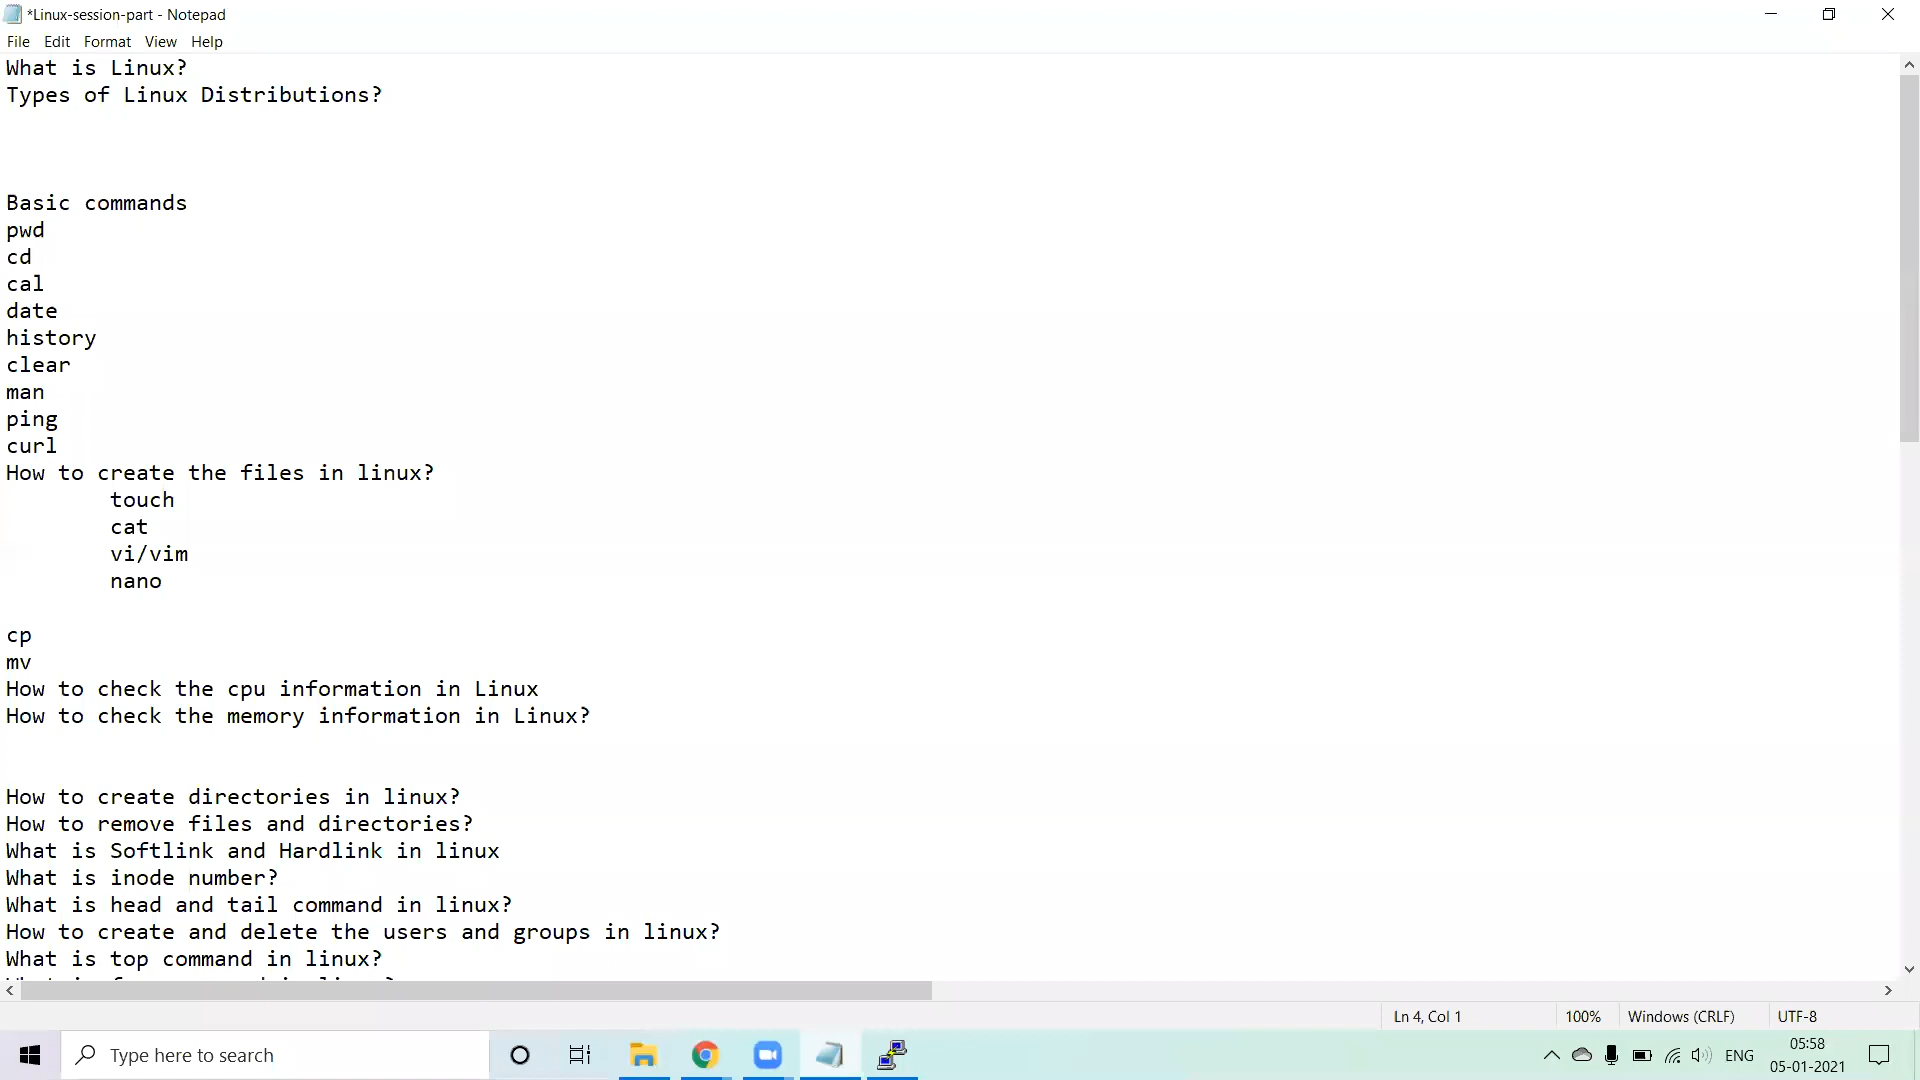 *Linux-session-part - Notepad
File Edit Format View Help
What is Linux?
Types of Linux Distributions?
Basic commands
pwd
cd
cal
date
history
clear
man
ping
curl
How to create the files in linux?
touch
cat
vi/vim
nano
cp
mv
How to check the cpu information in Linux
How to check the memory information in Linux?
How to create directories in linux?
How to remove files and directories?
What is Softlink and Hardlink in linux
What is inode number?
What is head and tail command in linux?
How to create and delete the users and groups in linux?
What is top command in linux?
Ln 4, Col 1 100% Windows (CRLF) UTF-8
Type here to search
ENG
05:58
05-01-2021